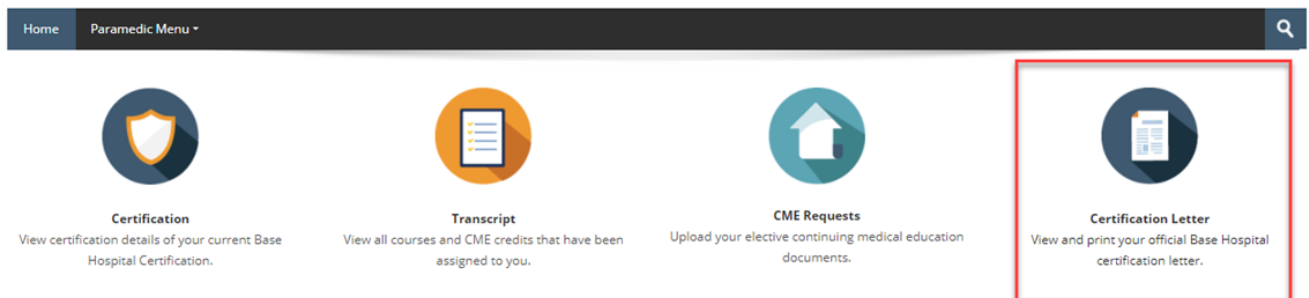 Home
Paramedic Menu
Certification
View certification details of your current Base
Hospital Certification.
Transcript
View all courses and CME credits that have been
assigned to you.
CME Requests
Upload your elective continuing medical education
documents.
Certification Letter
View and print your official Base Hospital
certification letter.